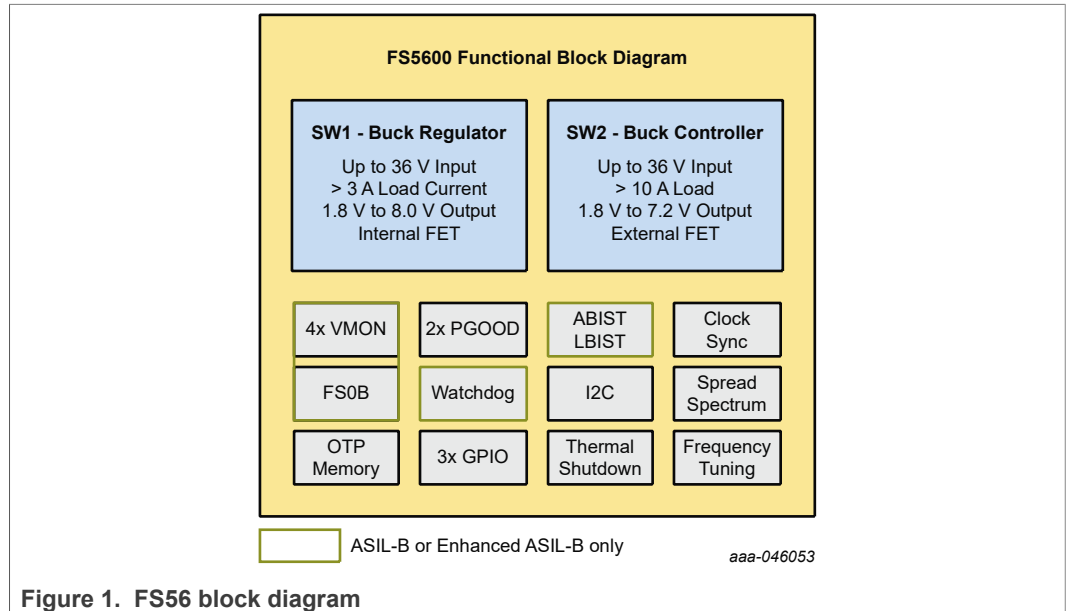 FS5600 Functional Block Diagram
SW1 - Buck Regulator
Up to 36 V Input
> 3 A Load Current
1.8 V to 8.0 V Output
Internal FET
SW2 - Buck Controller
Up to 36 V Input
> 10 A Load
1.8 V to 7.2 V Output
External FET
4x VMON
2x PGOOD
ABIST
LBIST
Clock
Sync
FS0B
Watchdog
I2C
Spread
Spectrum
OTP
Memory
3x GPIO
Thermal
Shutdown
Frequency
Tuning
ASIL-B or Enhanced ASIL-B only
aaa-046053
Figure 1. FS56 block diagram